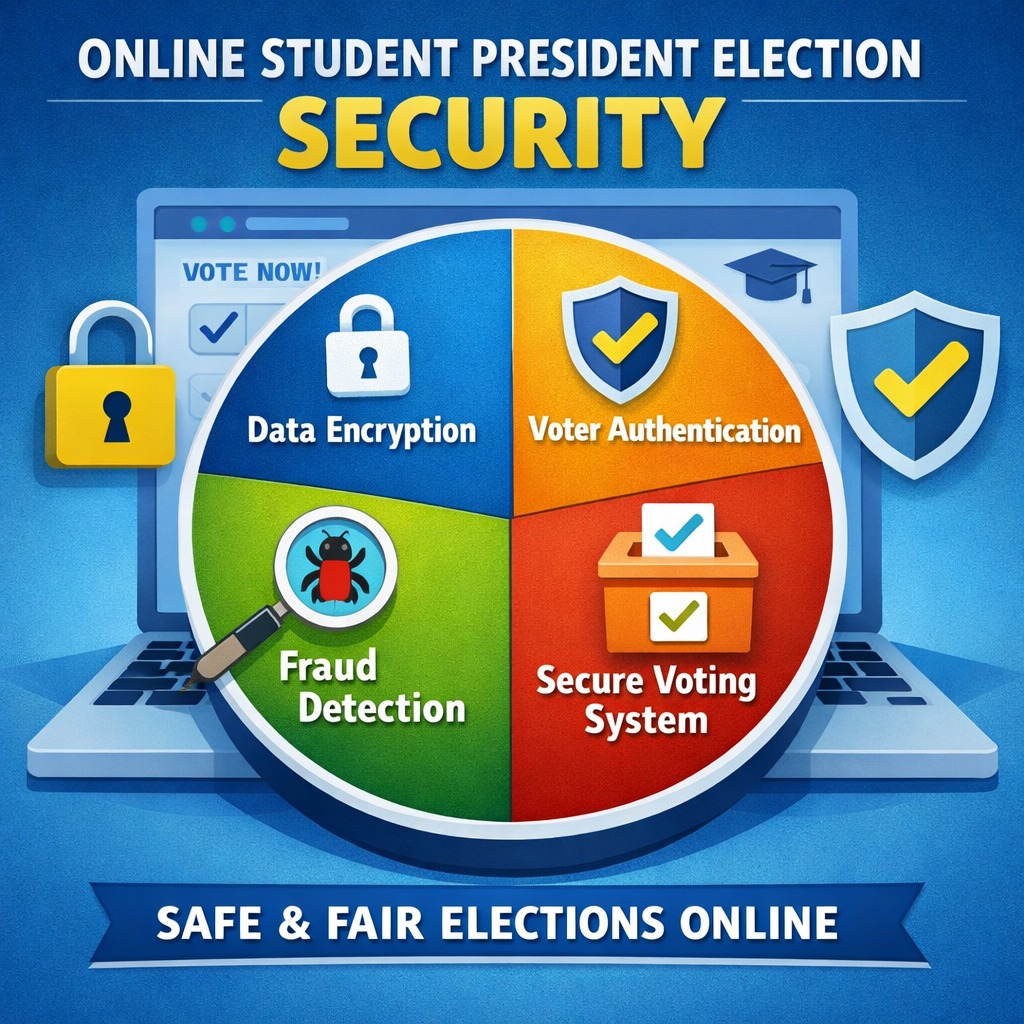 ONLINE STUDENT PRESIDENT ELECTION
SECURITY
VOTE NOW!
Data Encryption
Voter Authentication
Fraud
Detection
Secure Voting
System
SAFE & FAIR ELECTIONS ONLINE